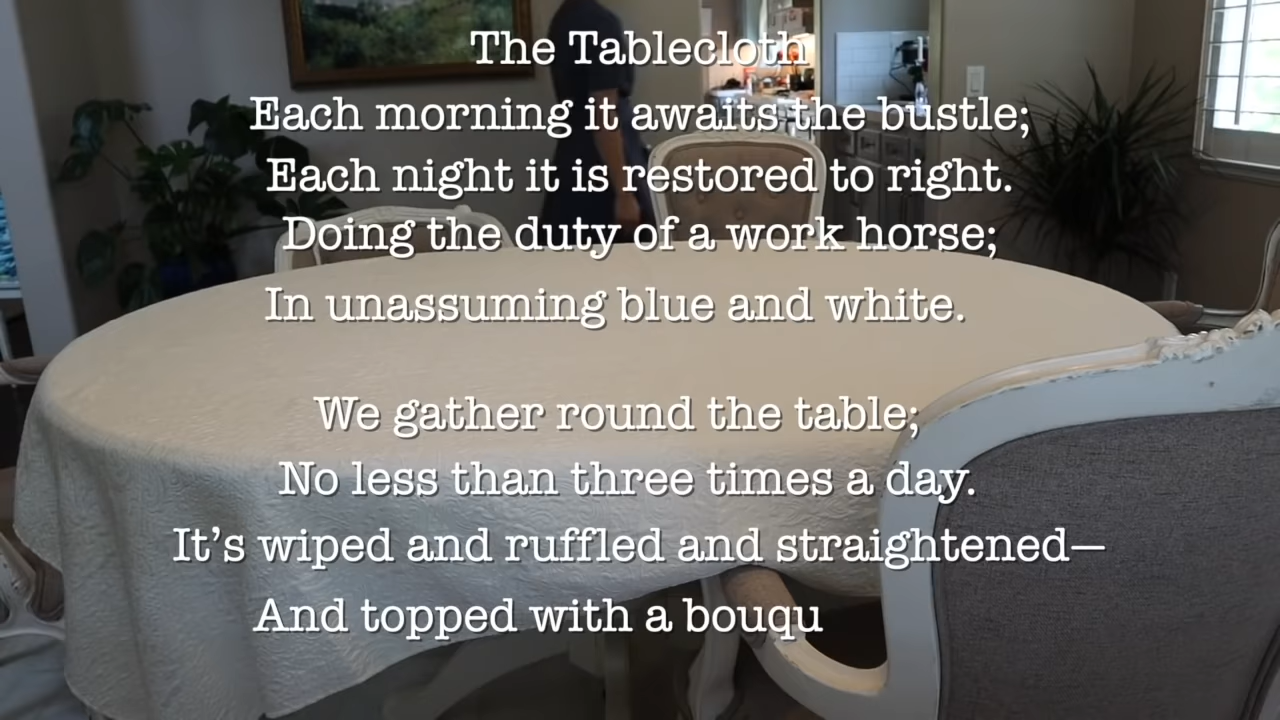 The Tablecloth
Each morning it awaits the bustle;
Each night it is restored to right.
Doing the duty of a work horse;
In unassuming blue and white.
We gather round the table;
No less than three times a day.
It’s wiped and ruffled and straightened—
And topped with a bouqu